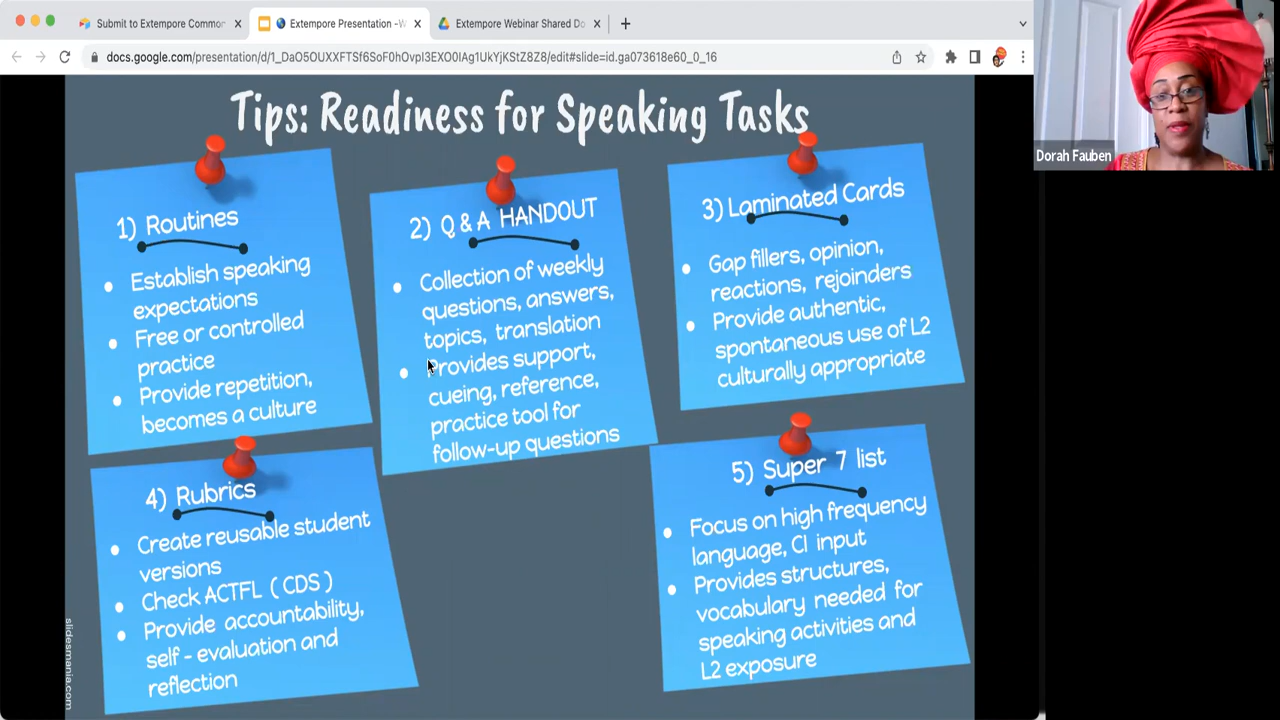 Submit to Extempore Common
Extempore Presentation - W
Extempore Webinar Shared Do
docs.google.com/presentation/d/1_DaO5OUXXFTSf6SoF0hOvpI3EXO0IAg1UkYjKStZ8Z8/edit#slide=id.ga073618e60_0_16
Dorah Fauben
Tips: Readiness for Speaking Tasks
1) Routines
Establish speaking
expectations
Free or controlled
practice
Provide repetition,
becomes a culture
2) Q & A HANDOUT
Collection of weekly
questions, answers,
topics, translation
Provides support,
cueing, reference,
practice tool for
follow-up questions
3) Laminated Cards
Gap fillers, opinion,
reactions, rejoinders
Provide authentic,
spontaneous use of L2
culturally appropriate
4) Rubrics
Create reusable student
versions
Check ACTFL ( CDS )
Provide accountability,
self - evaluation and
reflection
5) Super 7 list
Focus on high frequency
language, CI input
Provides structures,
vocabulary needed for
speaking activities and
L2 exposure
slidesmania.com